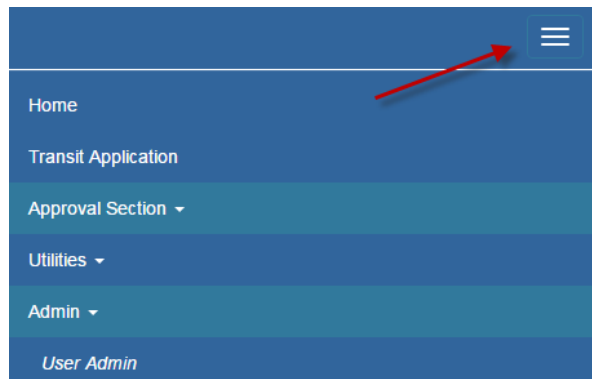 Home
Transit Application
Approval Section
Utilities
Admin
User Admin